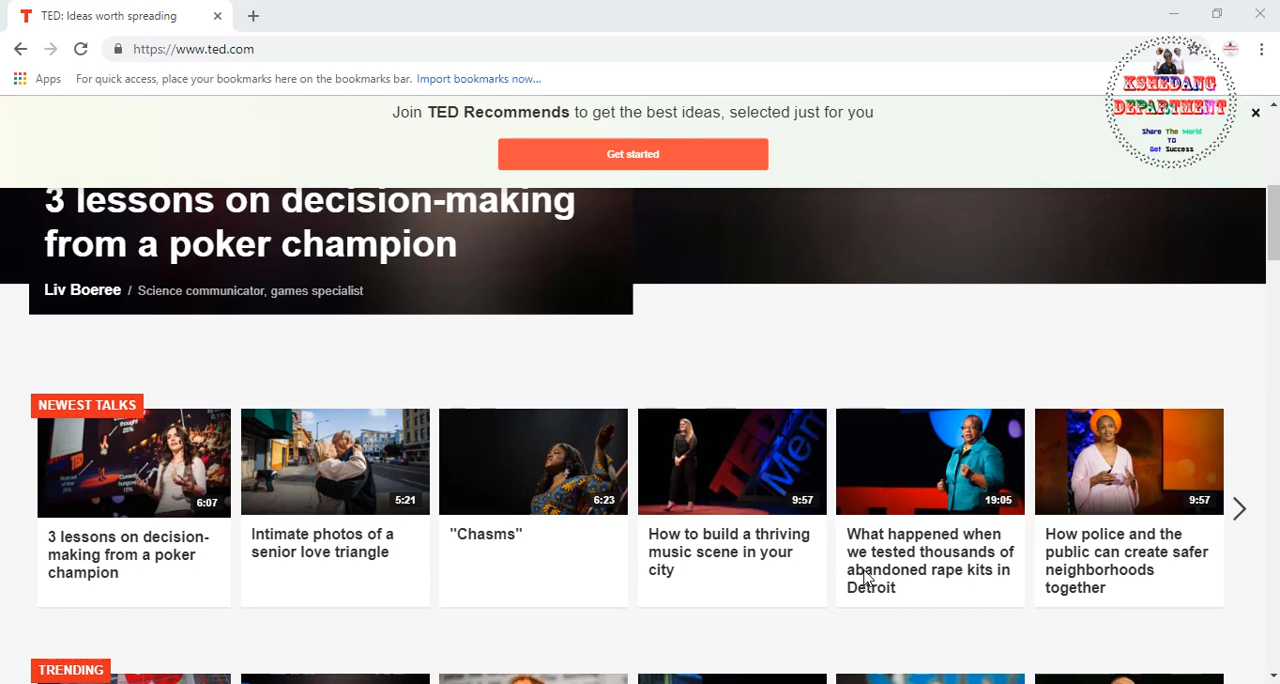 TED: Ideas worth spreading
https://www.ted.com
Apps For quick access, place your bookmarks here on the bookmarks bar. Import bookmarks now...
KSHEDANG
DEPARTMENT
Share The World
TO
Get Success
Join TED Recommends to get the best ideas, selected just for you
Get started
3 lessons on decision-making
from a poker champion
Liv Boeree / Science communicator, games specialist
NEWEST TALKS
6:07
3 lessons on decision-
making from a poker
champion
5:21
Intimate photos of a
senior love triangle
6:23
"Chasms"
9:57
How to build a thriving
music scene in your
city
19:05
What happened when
we tested thousands of
abandoned rape kits in
Detroit
9:57
How police and the
public can create safer
neighborhoods
together
TRENDING